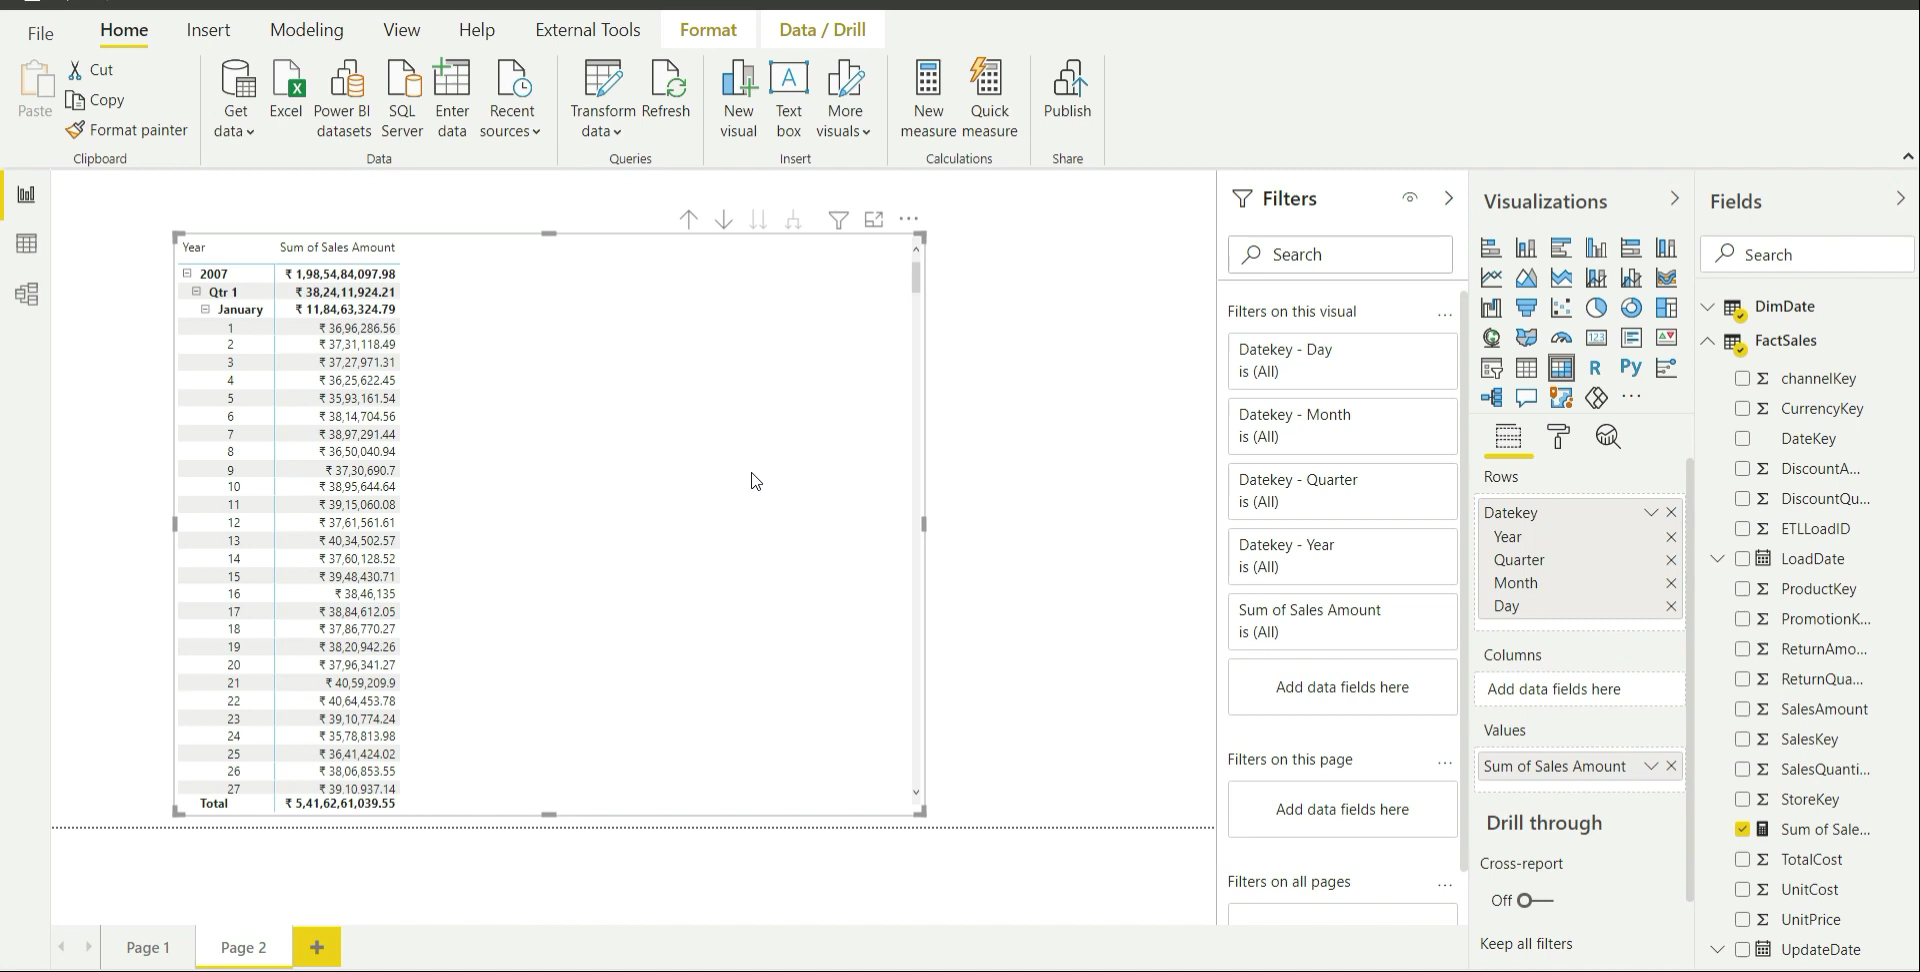 File Home Insert Modeling View Help External Tools Format Data / Drill
Paste
Cut
Copy
Format painter
Clipboard
Get data
Excel
Power BI datasets
SQL Server
Enter data
Recent sources
Data
Transform data
Refresh
Queries
New visual
Text box
More visuals
Insert
New measure
Quick measure
Calculations
Publish
Share
Year Sum of Sales Amount
2007 ₹ 1,98,54,84,097.98
Qtr 1 ₹ 38,24,11,924.21
January ₹ 11,84,63,324.79
1 ₹ 36,96,286.56
2 ₹ 37,31,118.49
3 ₹ 37,27,971.31
4 ₹ 36,25,622.45
5 ₹ 35,93,161.54
6 ₹ 38,14,704.56
7 ₹ 38,97,291.44
8 ₹ 36,50,040.94
9 ₹ 37,30,690.7
10 ₹ 38,95,644.64
11 ₹ 39,15,060.08
12 ₹ 37,61,561.61
13 ₹ 40,34,502.57
14 ₹ 37,60,128.52
15 ₹ 39,48,430.71
16 ₹ 38,46,135
17 ₹ 38,84,612.05
18 ₹ 37,86,770.27
19 ₹ 38,20,942.26
20 ₹ 37,96,341.27
21 ₹ 40,59,209.9
22 ₹ 40,64,453.78
23 ₹ 39,10,774.24
24 ₹ 35,78,813.98
25 ₹ 36,41,424.02
26 ₹ 38,06,853.55
27 ₹ 39,10,937.14
Total ₹ 5,41,62,61,039.55
Page 1 Page 2 +
Filters
Search
Filters on this visual ...
Datekey - Day
is (All)
Datekey - Month
is (All)
Datekey - Quarter
is (All)
Datekey - Year
is (All)
Sum of Sales Amount
is (All)
Add data fields here
Filters on this page ...
Add data fields here
Filters on all pages ...
Visualizations
123
R
Py
...
Rows
Datekey
Year
Quarter
Month
Day
Columns
Add data fields here
Values
Sum of Sales Amount
Drill through
Cross-report
Off
Keep all filters
Fields
Search
DimDate
FactSales
Σ channelKey
Σ CurrencyKey
DateKey
Σ DiscountA...
Σ DiscountQu...
Σ ETLLoadID
LoadDate
Σ ProductKey
Σ PromotionK...
Σ ReturnAmo...
Σ ReturnQua...
Σ SalesAmount
Σ SalesKey
Σ SalesQuanti...
Σ StoreKey
Sum of Sale...
Σ TotalCost
Σ UnitCost
Σ UnitPrice
UpdateDate